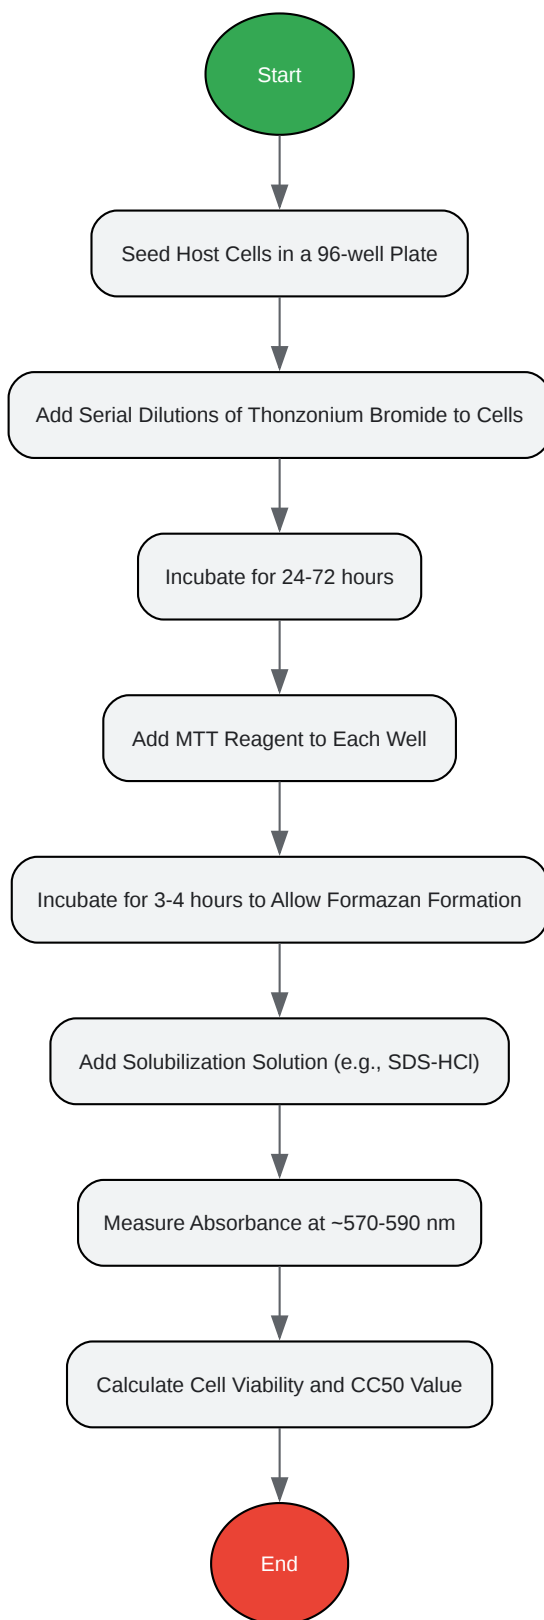 Start
Seed Host Cells in a 96-well Plate
Add Serial Dilutions of Thonzonium Bromide to Cells
Incubate for 24-72 hours
Add MTT Reagent to Each Well
Incubate for 3-4 hours to Allow Formazan Formation
Add Solubilization Solution (e.g., SDS-HCl)
Measure Absorbance at ~570-590 nm
Calculate Cell Viability and CC50 Value
End